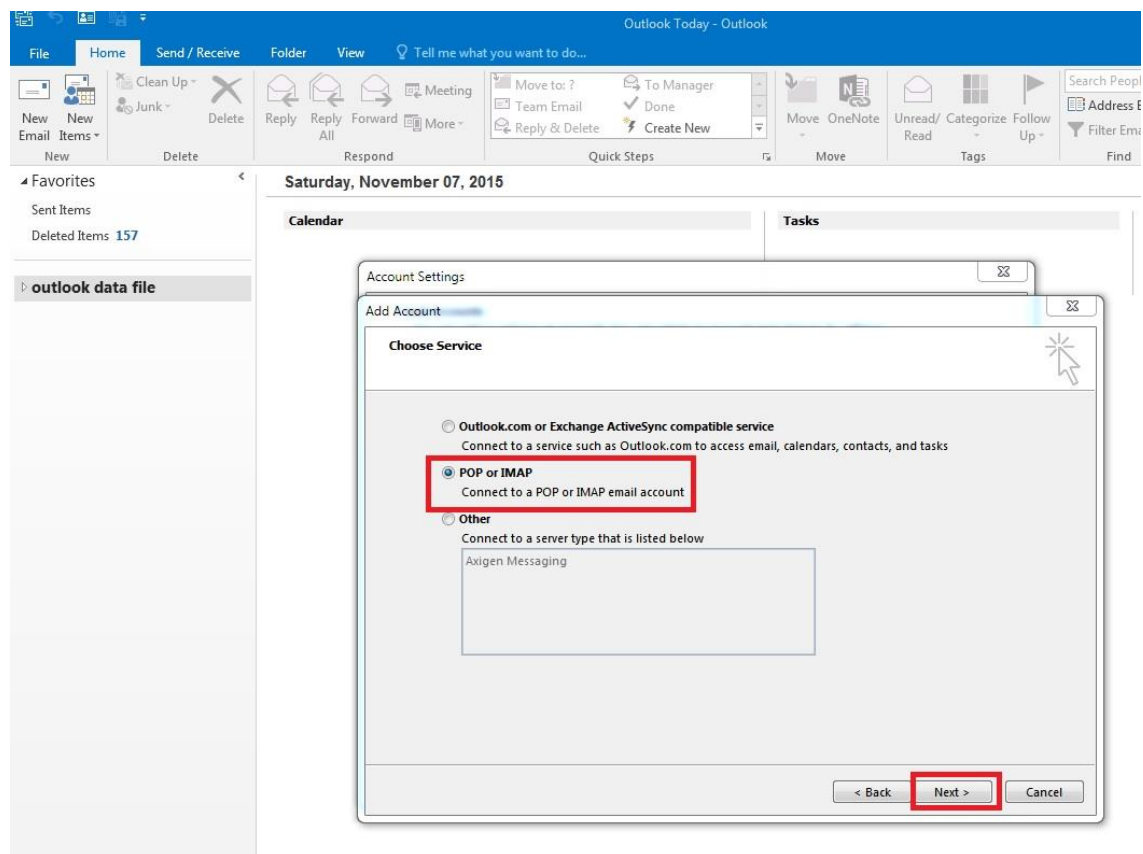 Outlook Today - Outlook
File Home Send / Receive Folder View Tell me what you want to do...
New Email
New Items
Clean Up
Junk
Delete
Reply
Reply All
Forward
Meeting
More
Move to: ?
Team Email
Reply & Delete
To Manager
Done
Create New
Move
OneNote
Unread/ Read
Categorize
Follow Up
Search Peopl
Address B
Filter Ema
New Delete Respond Quick Steps Move Tags Find
Favorites
Sent Items
Deleted Items 157
outlook data file
Saturday, November 07, 2015
Calendar Tasks
Account Settings
Add Account
Choose Service
Outlook.com or Exchange ActiveSync compatible service
Connect to a service such as Outlook.com to access email, calendars, contacts, and tasks
POP or IMAP
Connect to a POP or IMAP email account
Other
Connect to a server type that is listed below
Axigen Messaging
< Back Next > Cancel